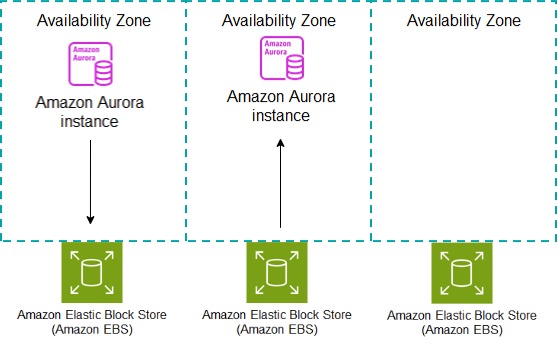 Availability Zone
Availability Zone
Availability Zone
Amazon
Aurora
Amazon Aurora
instance
Amazon
Aurora
Amazon Aurora
instance
Amazon Elastic Block Store
(Amazon EBS)
Amazon Elastic Block Store
(Amazon EBS)
Amazon Elastic Block Store
(Amazon EBS)